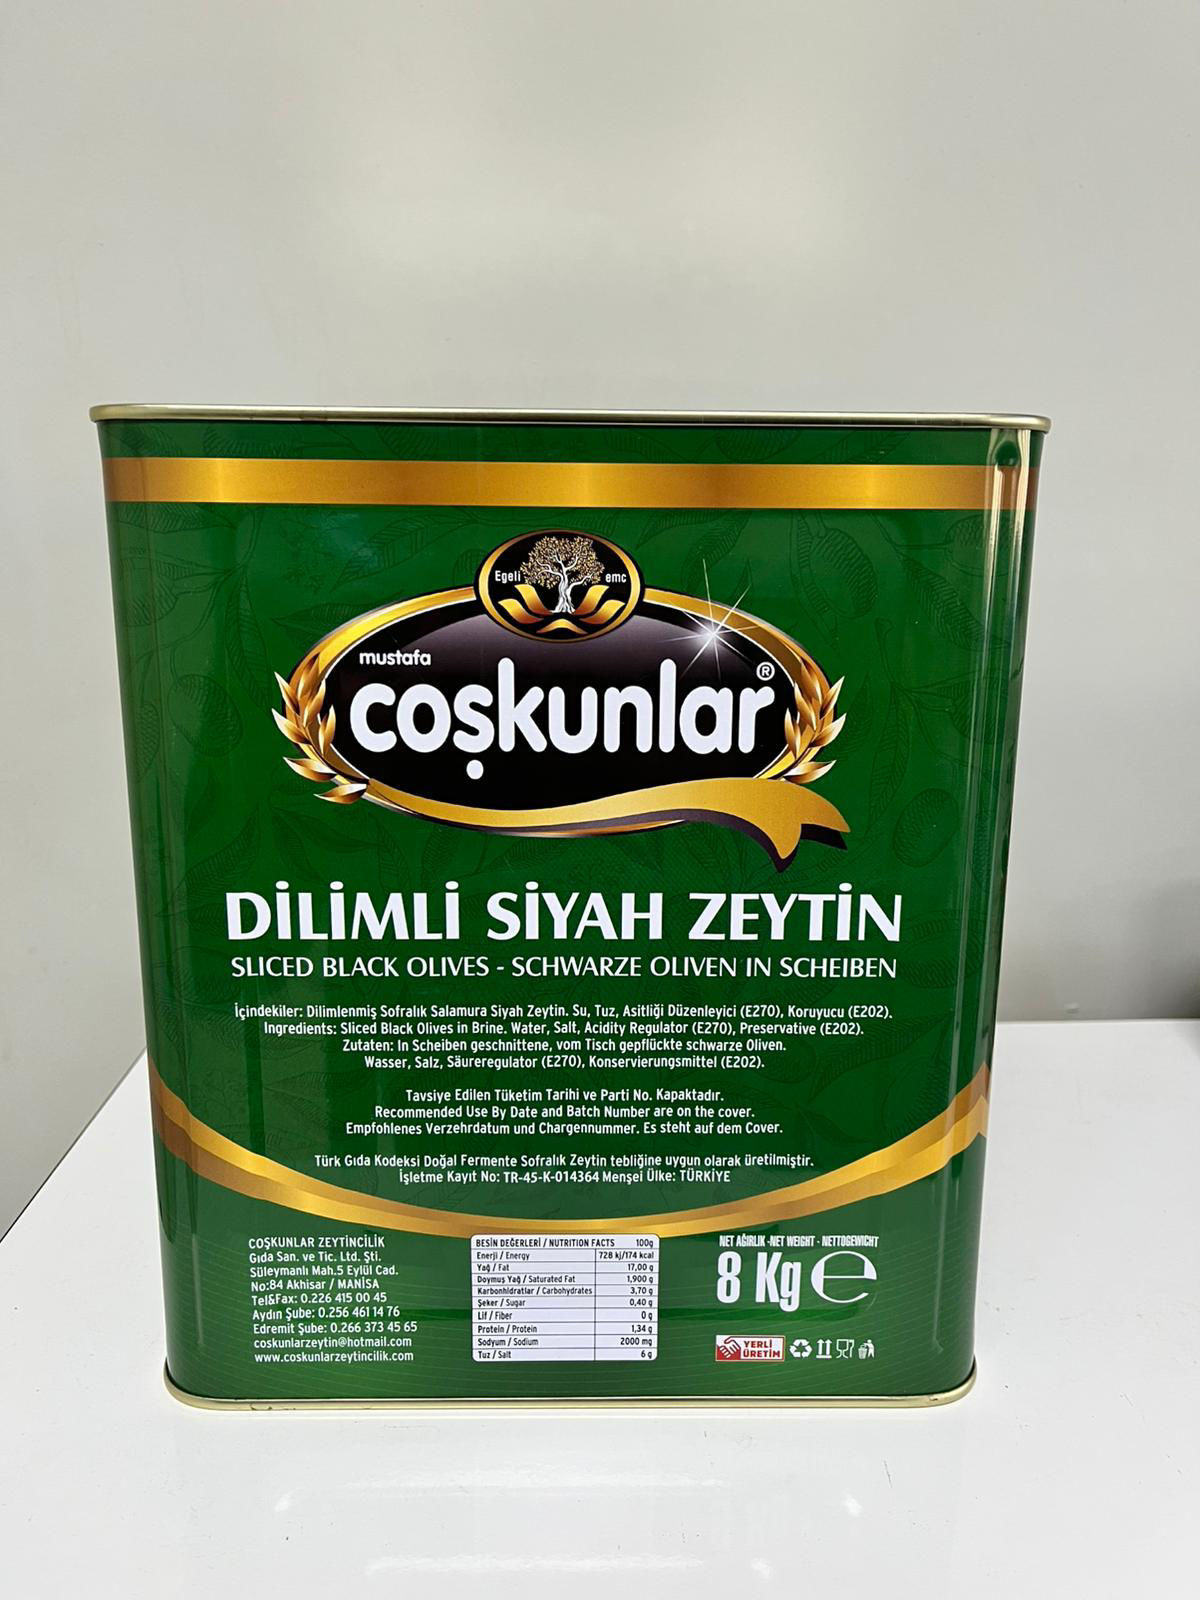 Egeli emc
mustafa
coşkunlar®
DİLİMLİ SİYAH ZEYTİN
SLICED BLACK OLIVES - SCHWARZE OLIVEN IN SCHEIBEN
İçindekiler: Dilimlenmiş Sofralık Salamura Siyah Zeytin. Su, Tuz, Asitliği Düzenleyici (E270), Koruyucu (E202).
Ingredients: Sliced Black Olives in Brine. Water, Salt, Acidity Regulator (E270), Preservative (E202).
Zutaten: In Scheiben geschnittene, vom Tisch gepflückte schwarze Oliven.
Wasser, Salz, Säureregulator (E270), Konservierungsmittel (E202).
Tavsiye Edilen Tüketim Tarihi ve Parti No. Kapaktadır.
Recommended Use By Date and Batch Number are on the cover.
Empfohlenes Verzehrdatum und Chargennummer. Es steht auf dem Cover.
Türk Gıda Kodeksi Doğal Fermente Sofralık Zeytin tebliğine uygun olarak üretilmiştir.
İşletme Kayıt No: TR-45-K-014364 Menşei Ülke: TÜRKİYE
COŞKUNLAR ZEYTİNCİLİK
Gıda San. ve Tic. Ltd. Şti.
Süleymanlı Mah.5 Eylül Cad.
No:84 Akhisar / MANİSA
Tel&Fax: 0.226 415 00 45
Aydın Şube: 0.256 461 14 76
Edremit Şube: 0.266 373 45 65
coskunlarzeytin@hotmail.com
www.coskunlarzeytincilik.com
BESİN DEĞERLERİ / NUTRITION FACTS 100g
Enerji / Energy 728 kj/174 kcal
Yağ / Fat 17,00 g
Doymuş Yağ / Saturated Fat 1,900 g
Karbonhidratlar / Carbohydrates 3,70 g
Şeker / Sugar 0,40 g
Lif / Fiber 0 g
Protein / Protein 1,34 g
Sodyum / Sodium 2000 mg
Tuz / Salt 6 g
NET AĞIRLIK -NET WEIGHT - NETTOGEWICHT
8 Kg e
YERLİ
ÜRETİM